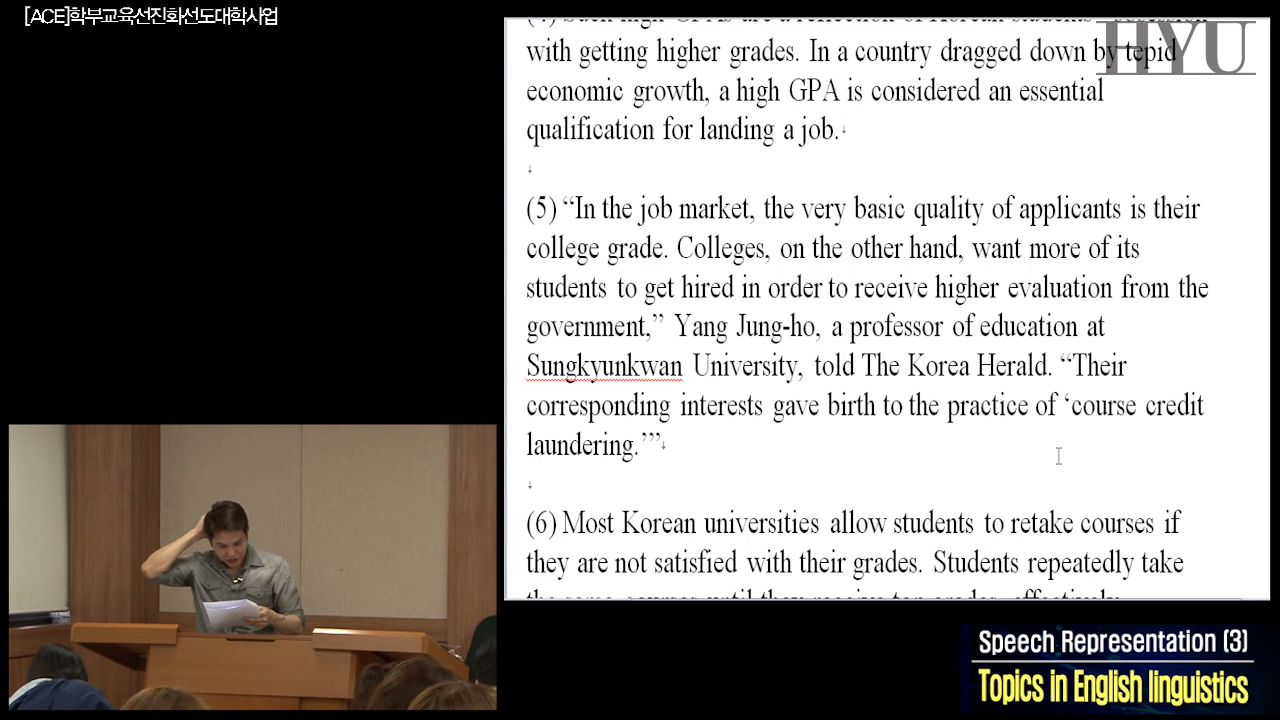 [ACE]학부교육선진화선도대학사업
HYU
with getting higher grades. In a country dragged down by tepid
economic growth, a high GPA is considered an essential
qualification for landing a job.
(5) “In the job market, the very basic quality of applicants is their
college grade. Colleges, on the other hand, want more of its
students to get hired in order to receive higher evaluation from the
government,” Yang Jung-ho, a professor of education at
Sungkyunkwan University, told The Korea Herald. “Their
corresponding interests gave birth to the practice of ‘course credit
laundering.’”
(6) Most Korean universities allow students to retake courses if
they are not satisfied with their grades. Students repeatedly take
Speech Representation (3)
Topics in English linguistics